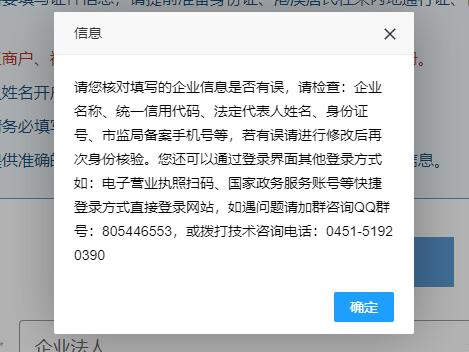 要填写证件信息，请提前准备身份证、港澳居民往来内地通行证、
信息
商户、
册。
姓名开户
请您核对填写的企业信息是否有误，请检查：企业
名称、统一信用代码、法定代表人姓名、身份证
号、市监局备案手机号等，若有误请进行修改后再
次身份核验。您还可以通过登录界面其他登录方式
如：电子营业执照扫码、国家政务服务账号等快捷
登录方式直接登录网站，如遇问题请加群咨询QQ群
号：805446553，或拨打技术咨询电话：0451-5192
0390
务必填写
提供准确的
信息。
确定
企业法人